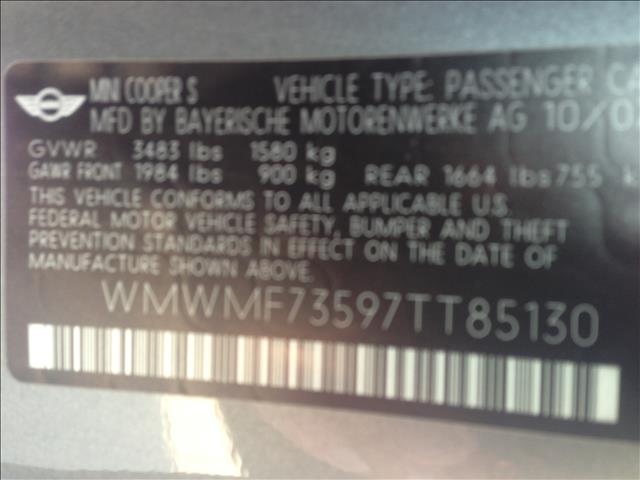 MINI COOPER S VEHICLE TYPE: PASSENGER CA
MFD BY BAYERISCHE MOTORENWERKE AG 10/0
GVWR 3483 lbs 1580 kg
GAWR FRONT 1984 lbs 900 kg REAR 1664 lbs 755 k
THIS VEHICLE CONFORMS TO ALL APPLICABLE U.S.
FEDERAL MOTOR VEHICLE SAFETY, BUMPER AND THEFT
PREVENTION STANDARDS IN EFFECT ON THE DATE OF
MANUFACTURE SHOWN ABOVE.
WMWMF73597TT85130